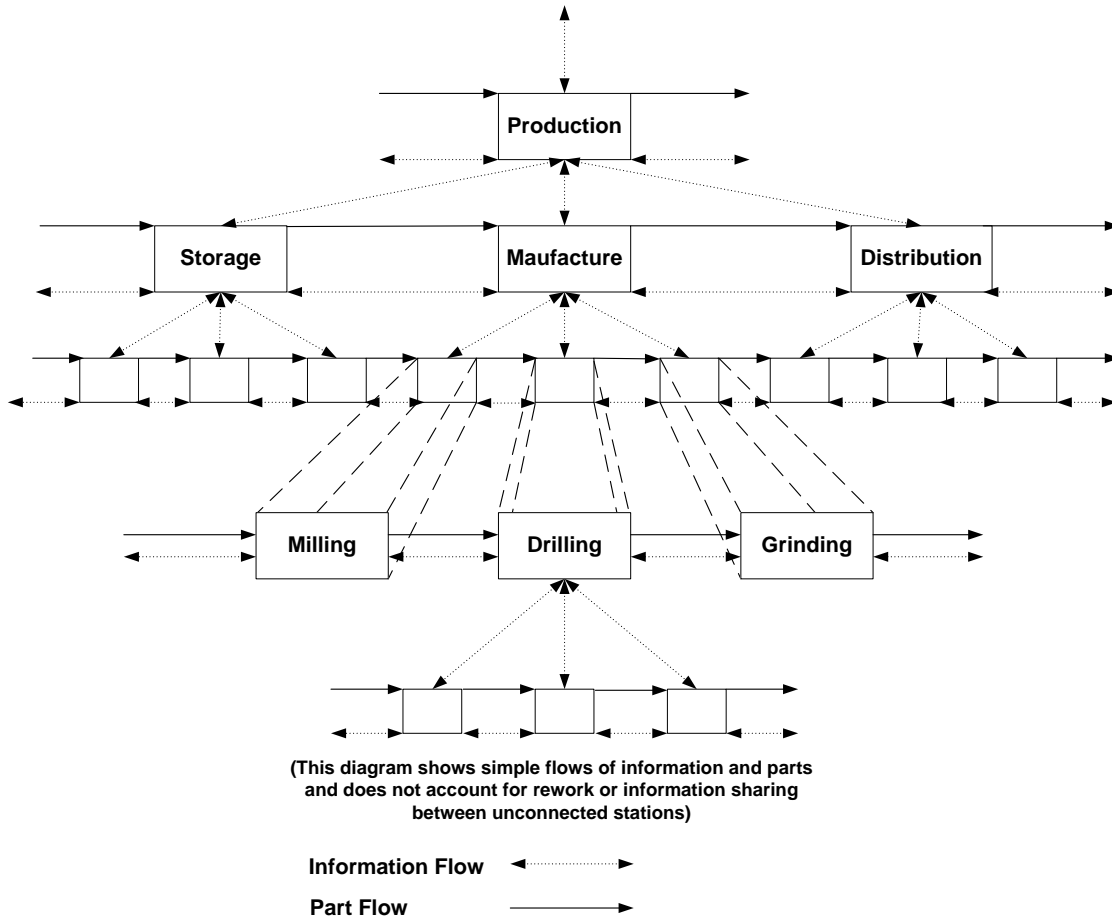 Production
Storage
Maufacture
Distribution
Milling
Drilling
Grinding
(This diagram shows simple flows of information and parts
and does not account for rework or information sharing
between unconnected stations)
Information Flow
Part Flow